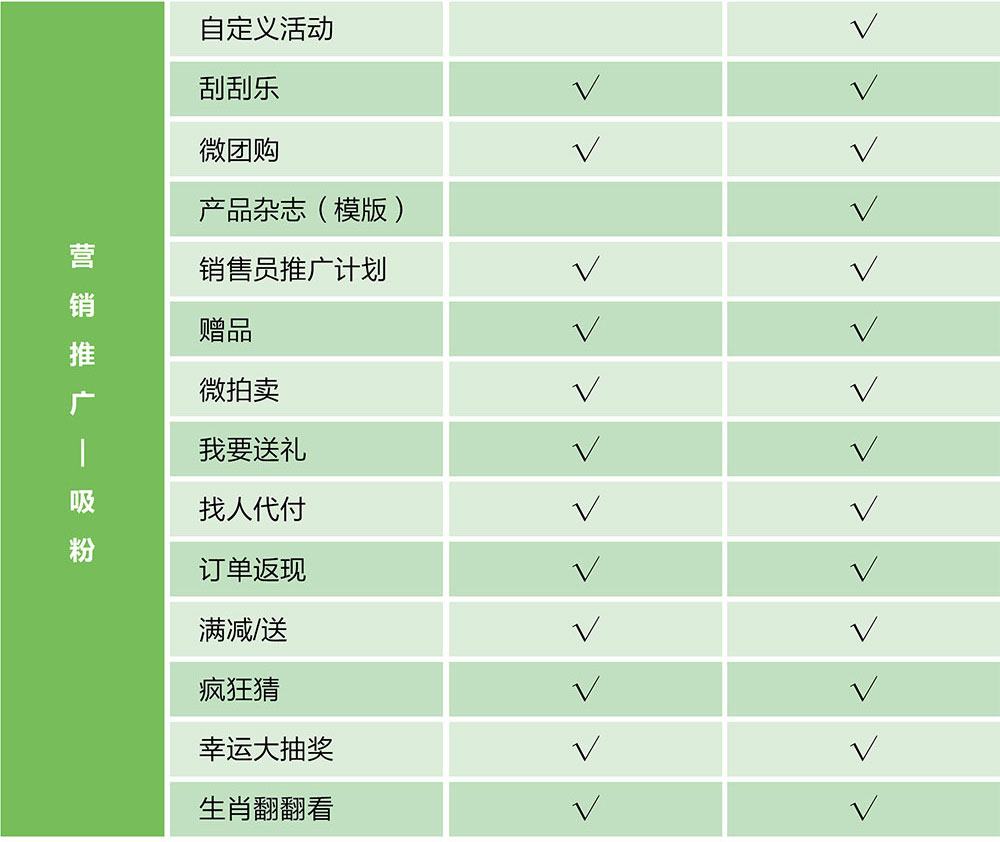 营销推广—吸粉
自定义活动 √
刮刮乐 √ √
微团购 √ √
产品杂志（模版） √
销售员推广计划 √ √
赠品 √ √
微拍卖 √ √
我要送礼 √ √
找人代付 √ √
订单返现 √ √
满减/送 √ √
疯狂猜 √ √
幸运大抽奖 √ √
生肖翻翻看 √ √